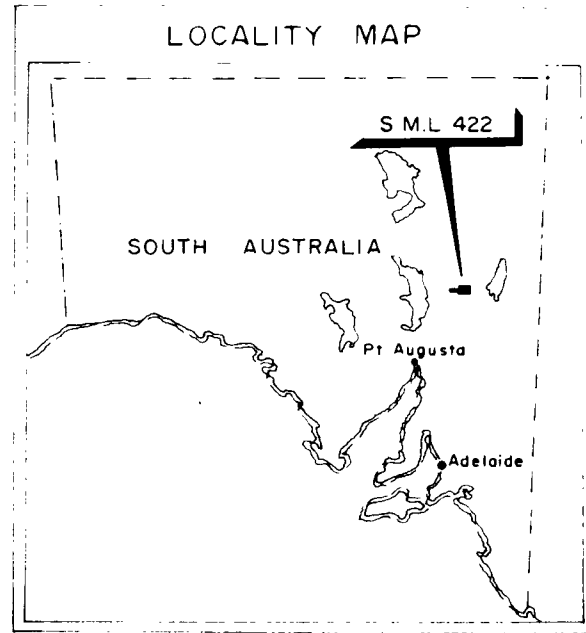 LOCALITY MAP
S M.L 422
SOUTH AUSTRALIA
Pt Augusta
Adelaide